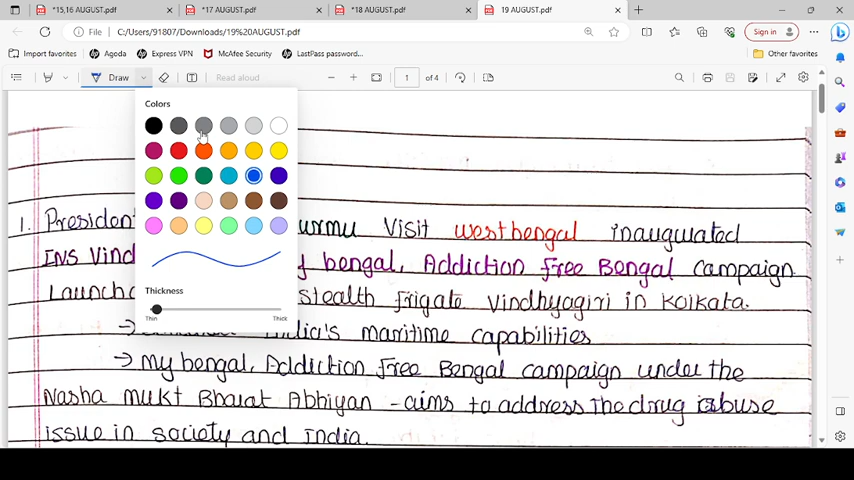 *15,16 AUGUST.pdf
*17 AUGUST.pdf
*18 AUGUST.pdf
19 AUGUST.pdf
File C:/Users/91807/Downloads/19%20AUGUST.pdf
Sign in
Import favorites
Agoda
Express VPN
McAfee Security
LastPass password...
Other favorites
Draw
Read aloud
1 of 4
Colors
Thickness
Thin Thick
1. President urmu Visit westbengal inaugurated
INS Vind y bengal, Addiction free Bengal campaign
Launch stealth frigate Vindhyagiri in Kolkata.
→ India's maritime capabilities
→ my bengal, Addiction Free Bengal campaign under the
Nasha mukt Bharat Abhiyan - aims to address the drug abuse
issue in society and India.